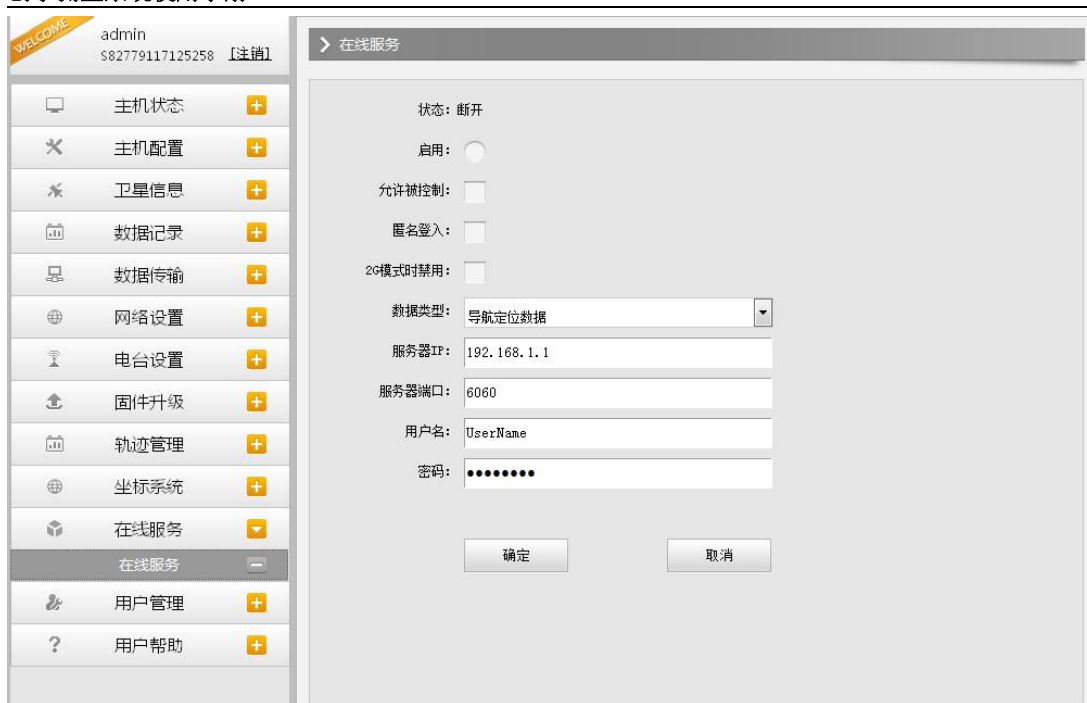 WELCOME
admin
S82779117125258 [注销]
主机状态
主机配置
卫星信息
数据记录
数据传输
网络设置
电台设置
固件升级
轨迹管理
坐标系统
在线服务
在线服务
用户管理
用户帮助
在线服务
状态：断开
启用：
允许被控制：
匿名登入：
2G模式时禁用：
数据类型：导航定位数据
服务器IP：192.168.1.1
服务器端口：6060
用户名：UserName
密码：●●●●●●●●
确定 取消